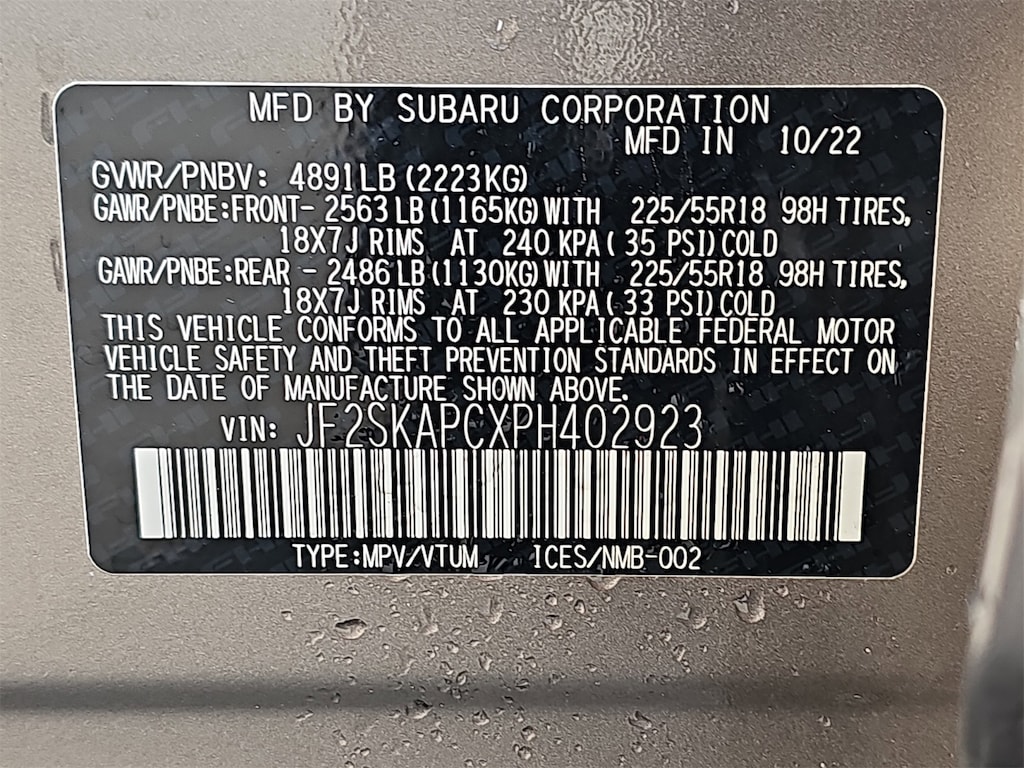 MFD BY SUBARU CORPORATION
MFD IN 10/22
GVWR/PNBV: 4891LB (2223KG)
GAWR/PNBE:FRONT- 2563LB(1165KG)WITH 225/55R18 98H TIRES,
18X7J RIMS AT 240 KPA( 35 PSI)COLD
GAWR/PNBE:REAR - 2486LB(1130KG)WITH 225/55R18 98H TIRES,
18X7J RIMS AT 230 KPA( 33 PSI)COLD
THIS VEHICLE CONFORMS TO ALL APPLICABLE FEDERAL MOTOR
VEHICLE SAFETY AND THEFT PREVENTION STANDARDS IN EFFECT ON
THE DATE OF MANUFACTURE SHOWN ABOVE.
VIN: JF2SKAPCXPH402923
TYPE:MPV/VTUM ICES/NMB-002